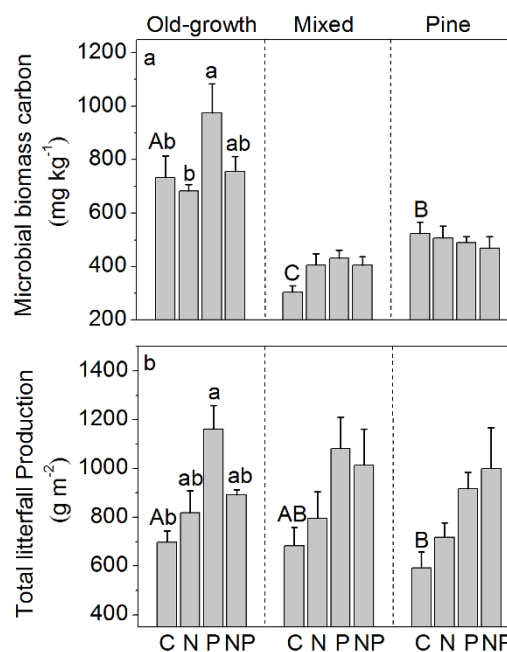 Old-growth Mixed Pine
Microbial biomass carbon
(mg kg⁻¹)
1200
1000
800
600
400
200
a
Ab b a ab
C
B
Total litterfall Production
(g m⁻²)
1400
1200
1000
800
600
400
b
Ab ab a ab
AB
B
C N P NP C N P NP C N P NP